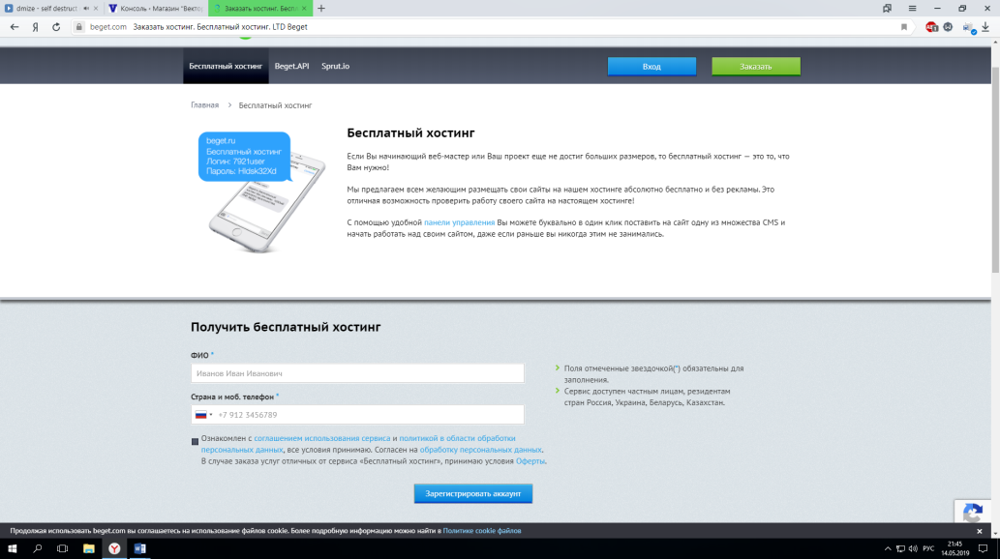 dmize - self destruct
Консоль ‹ Магазин "Векто
Заказать хостинг. Беспл
Я
beget.com
Заказать хостинг. Бесплатный хостинг. LTD Beget
Бесплатный хостинг
Beget.API
Sprut.io
Вход
Заказать
Главная > Бесплатный хостинг
beget.ru
Бесплатный хостинг
Логин: 7921user
Пароль: Hldsk32Xd
Бесплатный хостинг
Если Вы начинающий веб-мастер или Ваш проект еще не достиг больших размеров, то бесплатный хостинг — это то, что
Вам нужно!
Мы предлагаем всем желающим размещать свои сайты на нашем хостинге абсолютно бесплатно и без рекламы. Это
отличная возможность проверить работу своего сайта на настоящем хостинге!
С помощью удобной панели управления Вы можете буквально в один клик поставить на сайт одну из множества CMS и
начать работать над своим сайтом, даже если раньше вы никогда этим не занимались.
Получить бесплатный хостинг
ФИО *
Иванов Иван Иванович
Страна и моб. телефон *
+7 912 3456789
Поля отмеченные звездочкой(*) обязательны для
заполнения.
Сервис доступен частным лицам, резидентам
стран Россия, Украина, Беларусь, Казахстан.
Ознакомлен с соглашением использования сервиса и политикой в области обработки
персональных данных, все условия принимаю. Согласен на обработку персональных данных.
В случае заказа услуг отличных от сервиса «Бесплатный хостинг», принимаю условия Оферты.
Зарегистрировать аккаунт
Продолжая использовать beget.com вы соглашаетесь на использование файлов cookie. Более подробную информацию можно найти в Политике cookie файлов
РУС
21:45
14.05.2019